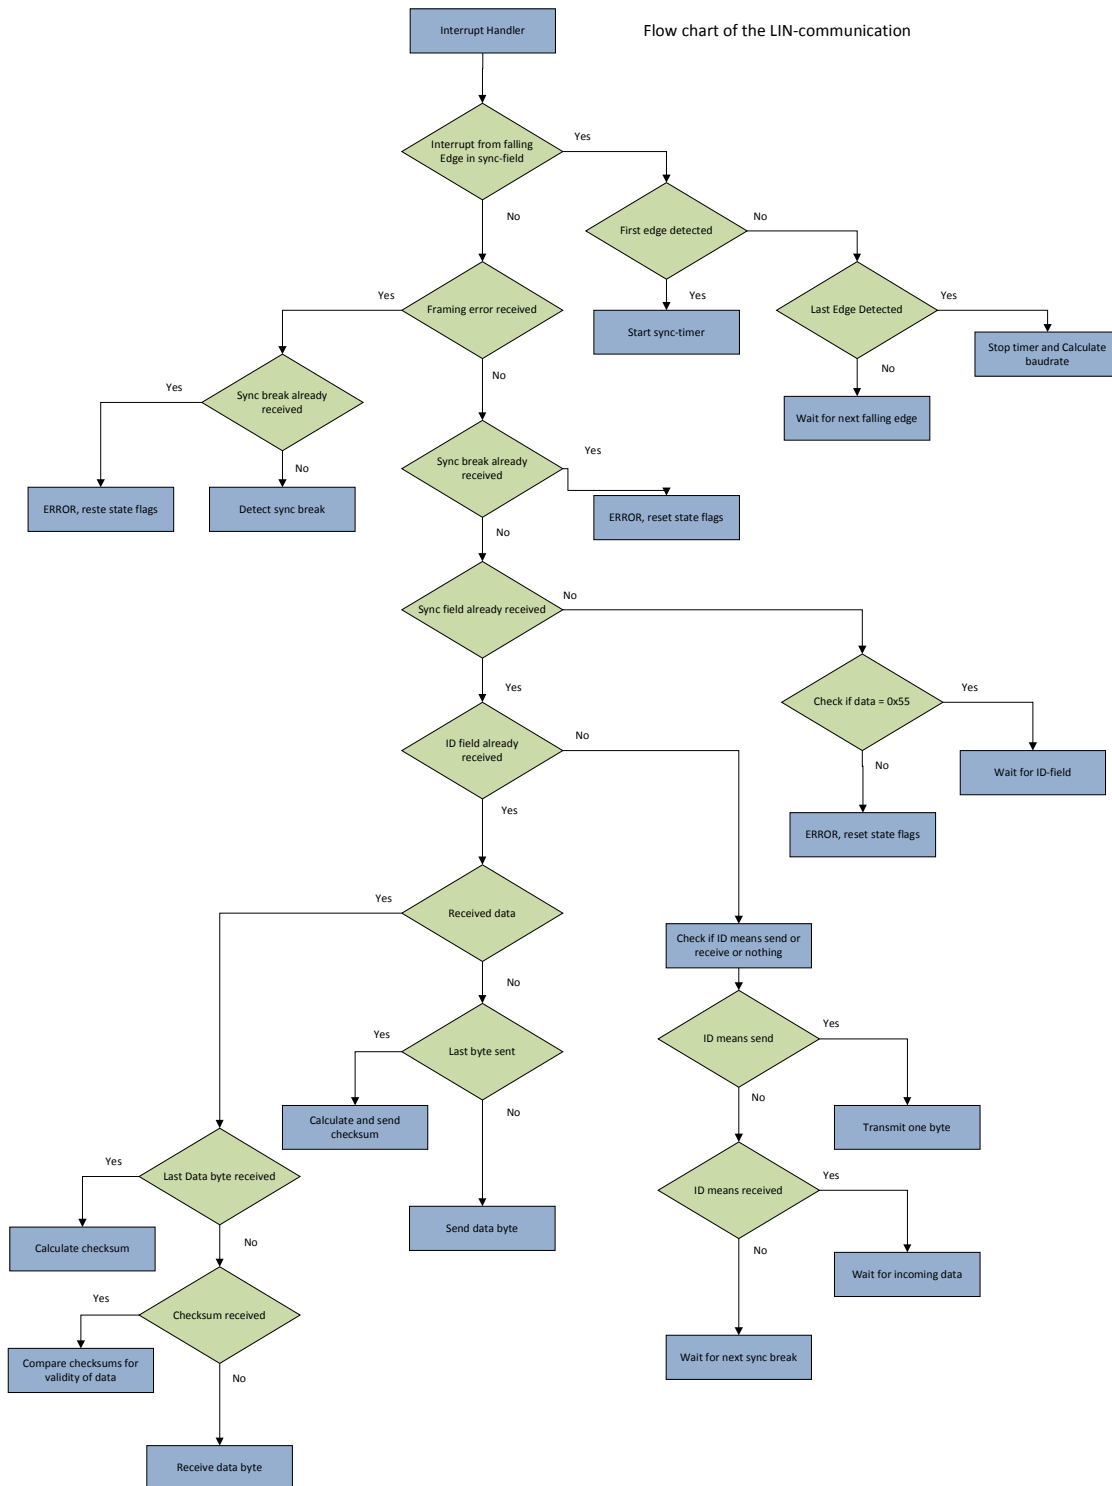 Interrupt Handler
Flow chart of the LIN-communication
Interrupt from falling
Edge in sync-field
Yes
No
First edge detected
No
Yes
Start sync-timer
Last Edge Detected
Yes
Stop timer and Calculate
baudrate
No
Wait for next falling edge
Framing error received
Yes
No
Sync break already
received
Yes
No
ERROR, reste state flags
Detect sync break
Sync break already
received
Yes
ERROR, reset state flags
No
Sync field already received
No
Yes
Check if data = 0x55
Yes
Wait for ID-field
No
ERROR, reset state flags
ID field already
received
No
Yes
Received data
Yes
No
Check if ID means send or
receive or nothing
Last byte sent
Yes
No
Calculate and send
checksum
Send data byte
ID means send
Yes
No
Transmit one byte
ID means received
Yes
No
Wait for incoming data
Wait for next sync break
Last Data byte received
Yes
No
Calculate checksum
Checksum received
Yes
No
Compare checksums for
validity of data
Receive data byte